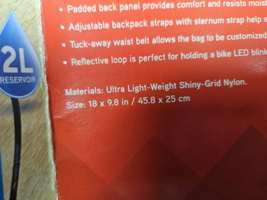 • Padded back panel provides comfort and resists moist
• Adjustable backpack straps with sternum strap help s
• Tuck-away waist belt allows the bag to be customized
• Reflective loop is perfect for holding a bike LED blink
2L
RESERVOIR
Materials: Ultra Light-Weight Shiny-Grid Nylon.
Size: 18 x 9.8 in / 45.8 x 25 cm